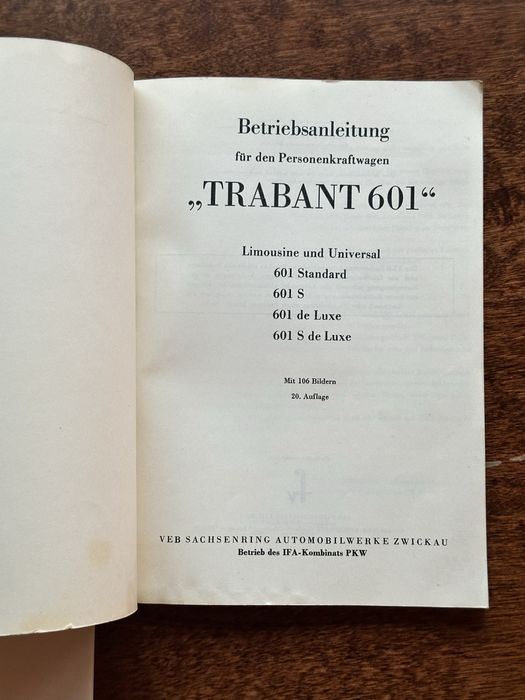 Betriebsanleitung
für den Personenkraftwagen
„TRABANT 601“
Limousine und Universal
601 Standard
601 S
601 de Luxe
601 S de Luxe
Mit 106 Bildern
20. Auflage
VEB SACHSENRING AUTOMOBILWERKE ZWICKAU
Betrieb des IFA-Kombinats PKW